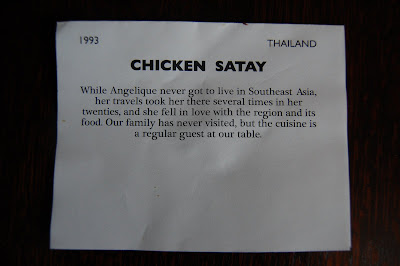 1993
THAILAND
CHICKEN SATAY
While Angelique never got to live in Southeast Asia,
her travels took her there several times in her
twenties, and she fell in love with the region and its
food. Our family has never visited, but the cuisine is
a regular guest at our table.